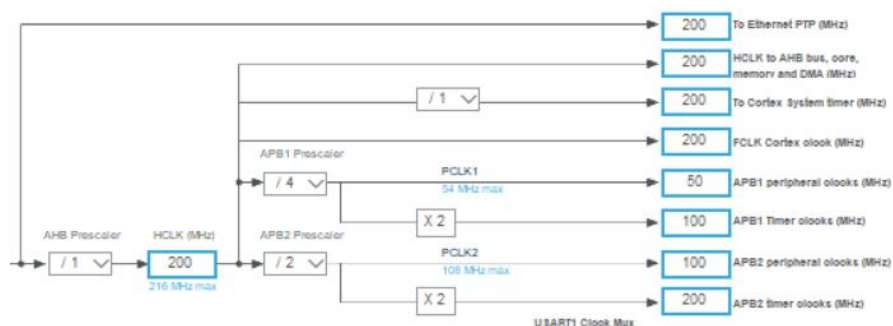 200 To Ethernet PTP (MHz)
200 HCLK to AHB bus, core,
memory and DMA (MHz)
/ 1 200 To Cortex System timer (MHz)
200 FCLK Cortex clock (MHz)
APB1 Prescaler
/ 4 PCLK1 50 APB1 peripheral clocks (MHz)
54 MHz max
X 2 100 APB1 Timer clocks (MHz)
AHB Prescaler HCLK (MHz) APB2 Prescaler
/ 1 200 / 2 PCLK2 100 APB2 peripheral clocks (MHz)
216 MHz max 108 MHz max
X 2 200 APB2 timer clocks (MHz)
USART1 Clock Mux